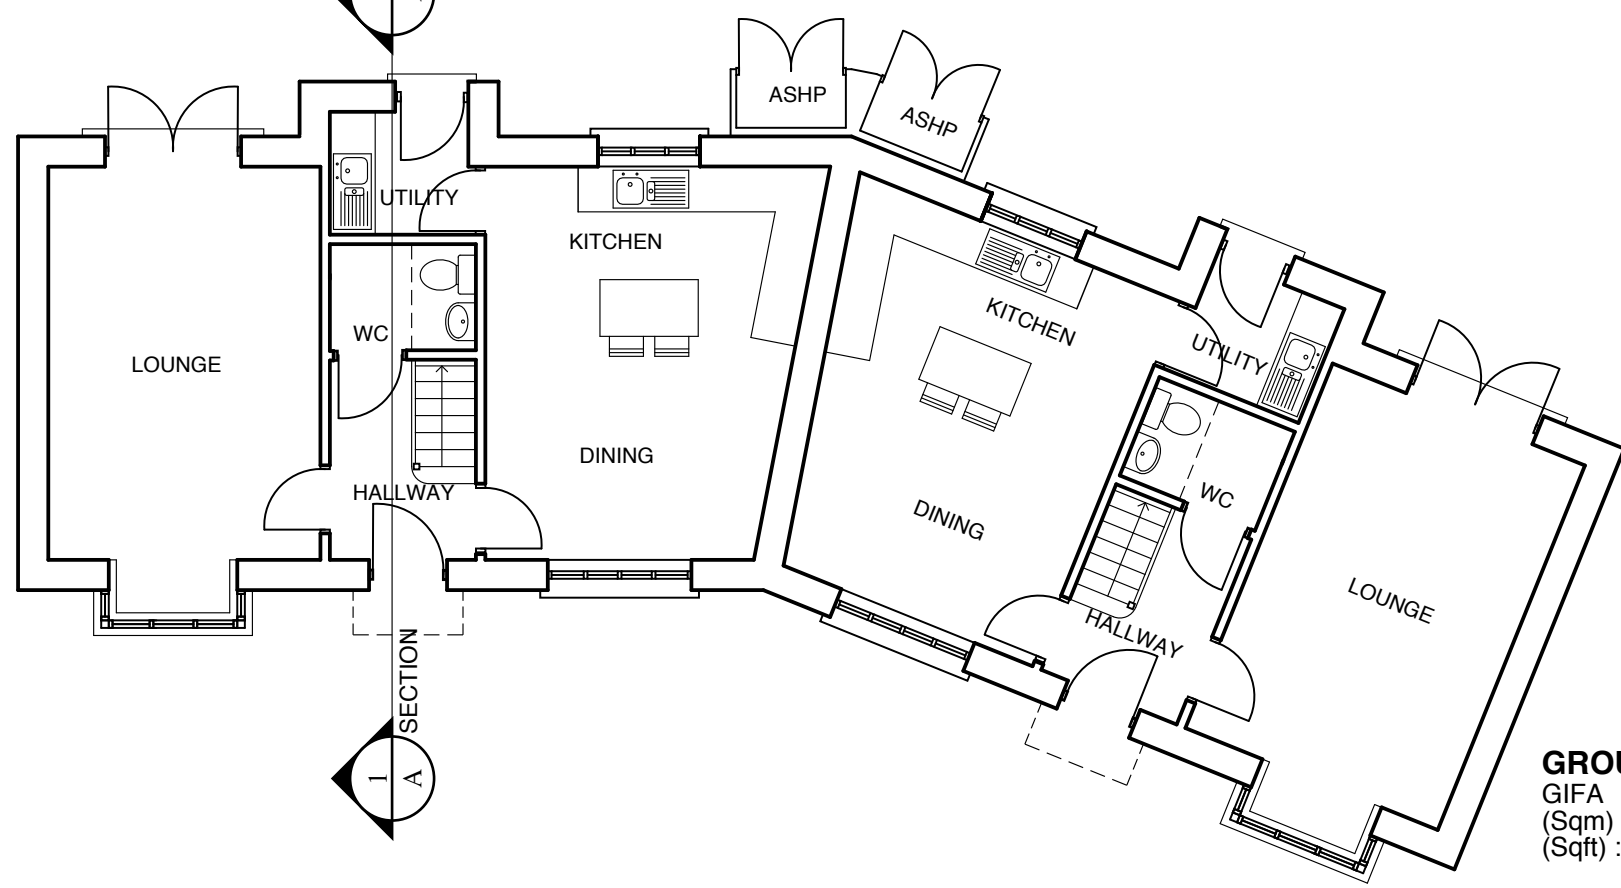 ASHP
ASHP
UTILITY
KITCHEN
WC
LOUNGE
DINING
HALLWAY
SECTION
1
A
KITCHEN
UTILITY
WC
DINING
HALLWAY
LOUNGE
GIFA
(Sqm)
(Sqft) :